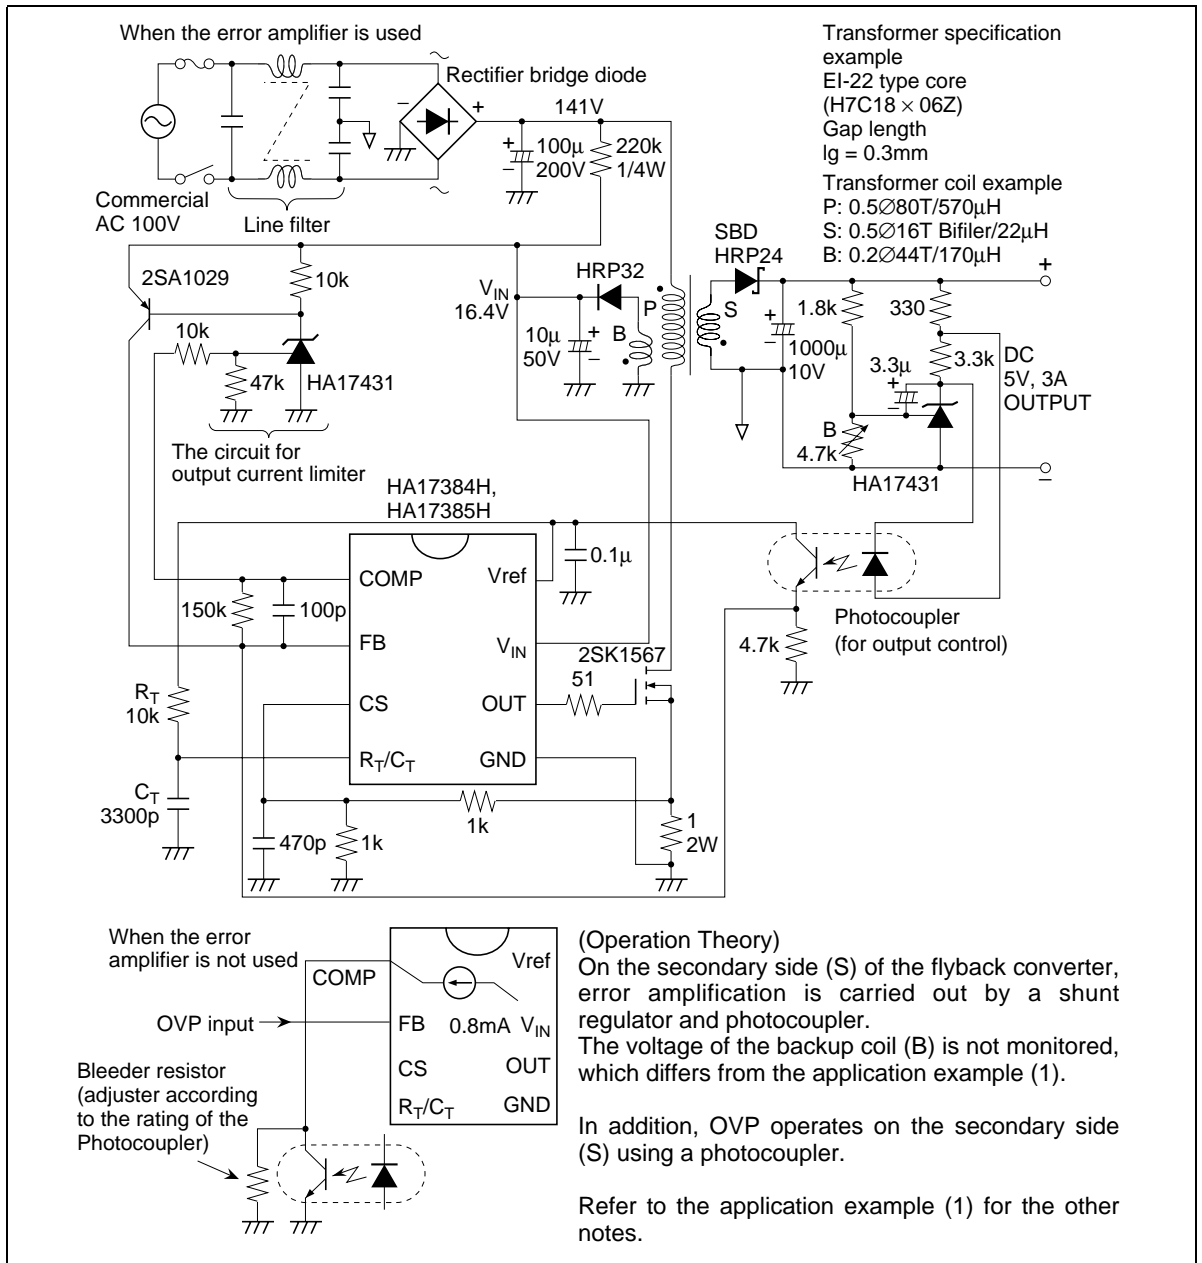 When the error amplifier is used
Rectifier bridge diode
141V
− +
~
~
+
−
100μ
200V
220k
1/4W
Commercial
AC 100V
Line filter
Transformer specification
example
EI-22 type core
(H7C18 × 06Z)
Gap length
lg = 0.3mm
Transformer coil example
P: 0.5∅80T/570μH
S: 0.5∅16T Bifiler/22μH
B: 0.2∅44T/170μH
2SA1029
10k
10k
47k
HA17431
The circuit for
output current limiter
VIN
16.4V
HRP32
10μ
50V
+
−
B
P
S
SBD
HRP24
+
−
1000μ
10V
1.8k
330
3.3k
3.3μ
+
−
B
4.7k
HA17431
+
DC
5V, 3A
OUTPUT
−
HA17384H,
HA17385H
COMP
Vref
FB
VIN
CS
OUT
RT/CT
GND
0.1μ
150k
100p
RT
10k
CT
3300p
470p
1k
1k
51
2SK1567
1
2W
4.7k
Photocoupler
(for output control)
When the error
amplifier is not used
COMP
Vref
OVP input
FB
0.8mA
VIN
CS
OUT
RT/CT
GND
Bleeder resistor
(adjuster according
to the rating of the
Photocoupler)
(Operation Theory)
On the secondary side (S) of the flyback converter,
error amplification is carried out by a shunt
regulator and photocoupler.
The voltage of the backup coil (B) is not monitored,
which differs from the application example (1).
In addition, OVP operates on the secondary side
(S) using a photocoupler.
Refer to the application example (1) for the other
notes.